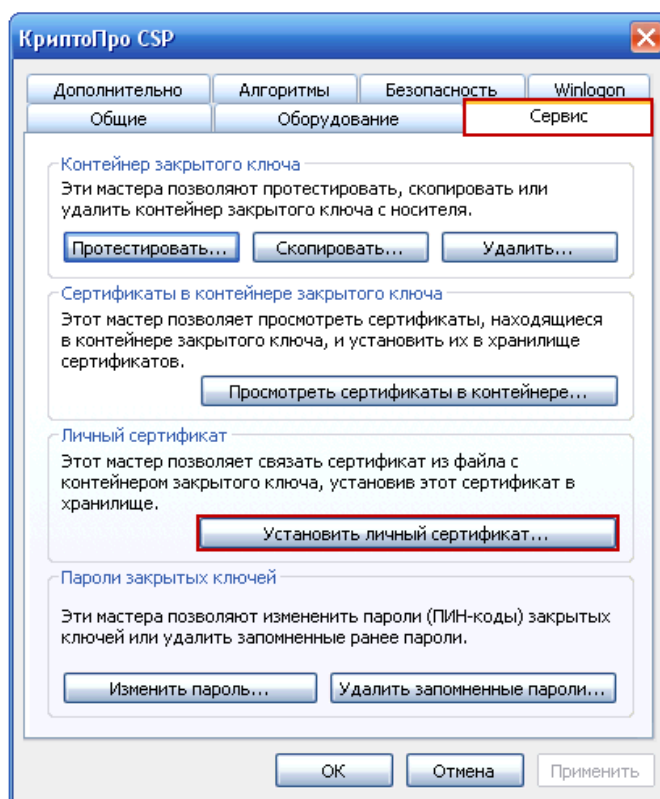 КриптоПро CSP
Дополнительно Алгоритмы Безопасность Winlogon
Общие Оборудование Сервис
Контейнер закрытого ключа
Эти мастера позволяют протестировать, скопировать или
удалить контейнер закрытого ключа с носителя.
Протестировать... Скопировать... Удалить...
Сертификаты в контейнере закрытого ключа
Этот мастер позволяет просмотреть сертификаты, находящиеся
в контейнере закрытого ключа, и установить их в хранилище
сертификатов.
Просмотреть сертификаты в контейнере...
Личный сертификат
Этот мастер позволяет связать сертификат из файла с
контейнером закрытого ключа, установив этот сертификат в
хранилище.
Установить личный сертификат...
Пароли закрытых ключей
Эти мастера позволяют измененить пароли (ПИН-коды) закрытых
ключей или удалить запомненные ранее пароли.
Изменить пароль... Удалить запомненные пароли...
ОК Отмена Применить